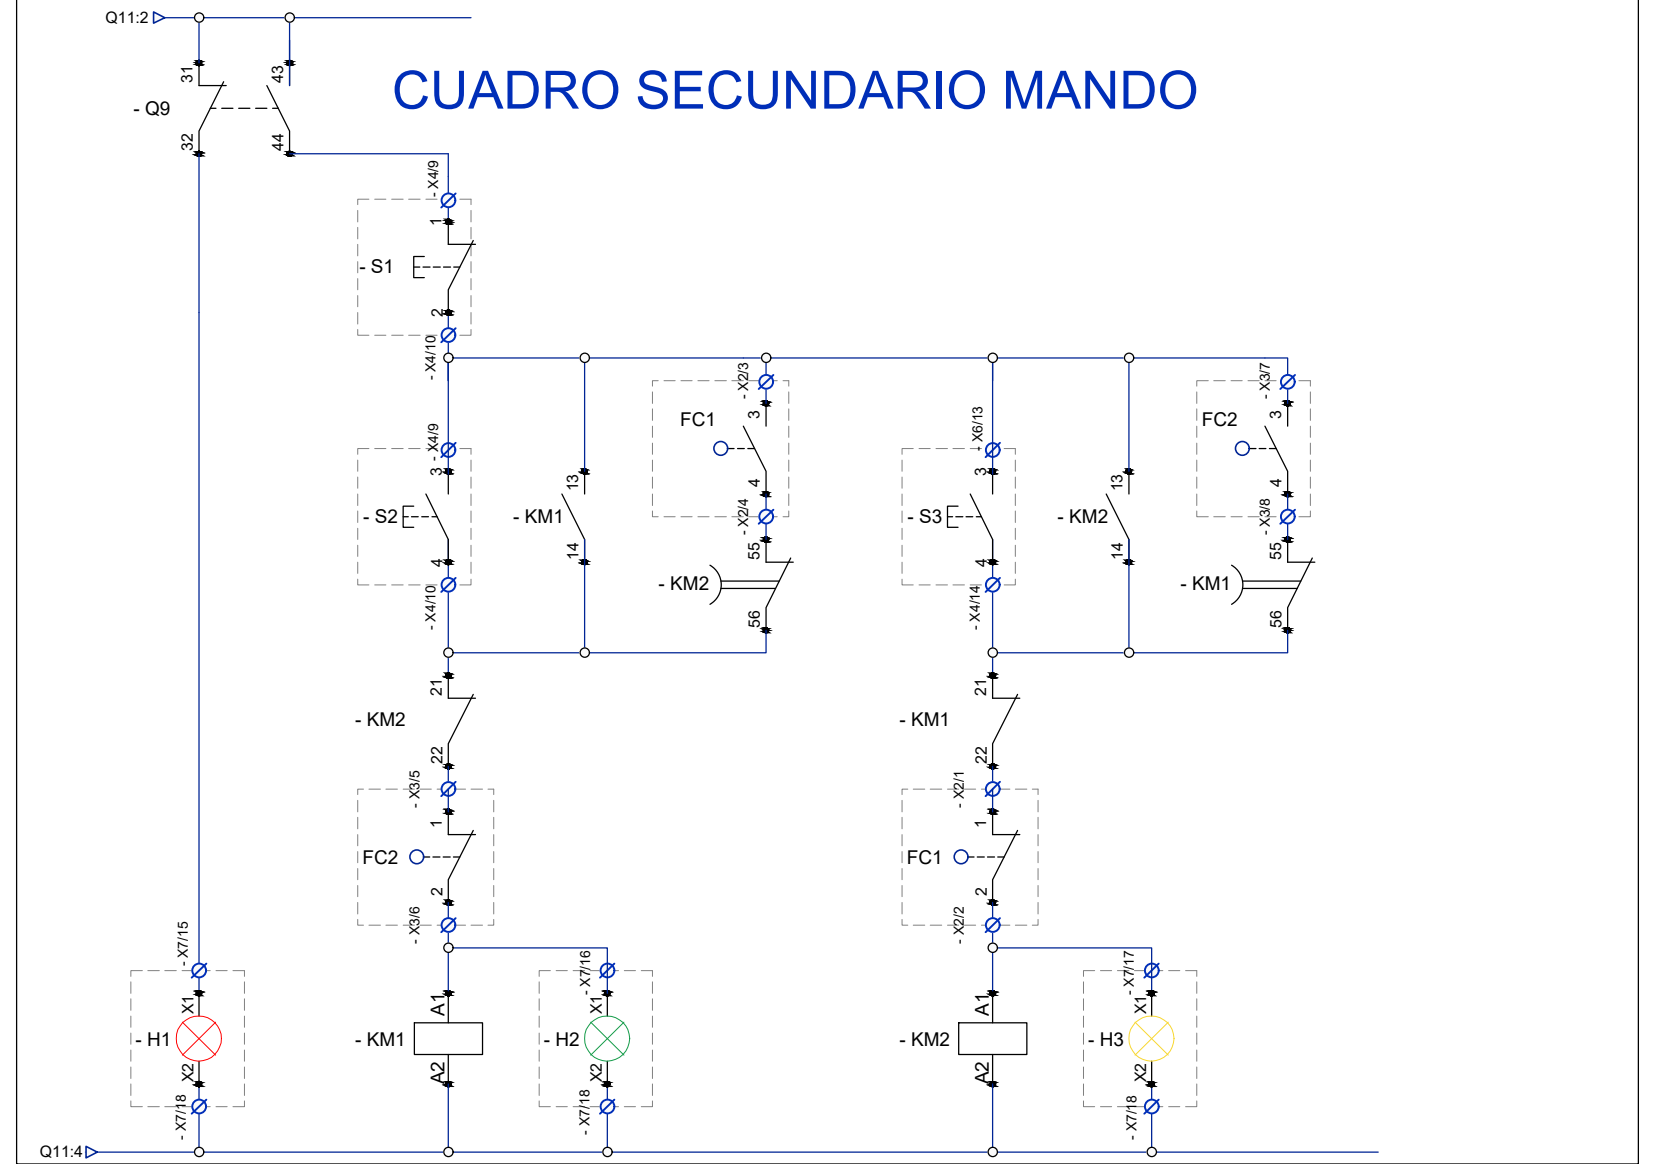 Q11:2
CUADRO SECUNDARIO MANDO
31
43
- Q9
32
44
- X4/9
1
- S1
2
- X4/10
- X2/3
3
FC1
4
- X2/4
- X3/7
3
FC2
4
- X3/8
- X4/9
3
- S2
4
- X4/10
13
- KM1
14
55
- KM2
56
- X6/13
3
- S3
4
- X4/14
13
- KM2
14
55
- KM1
56
21
- KM2
22
21
- KM1
22
- X3/5
1
FC2
2
- X3/6
- X2/1
1
FC1
2
- X2/2
- X7/15
X1
- H1
X2
- X7/18
A1
- KM1
A2
- X7/16
X1
- H2
X2
- X7/18
A1
- KM2
A2
- X7/17
X1
- H3
X2
- X7/18
Q11:4